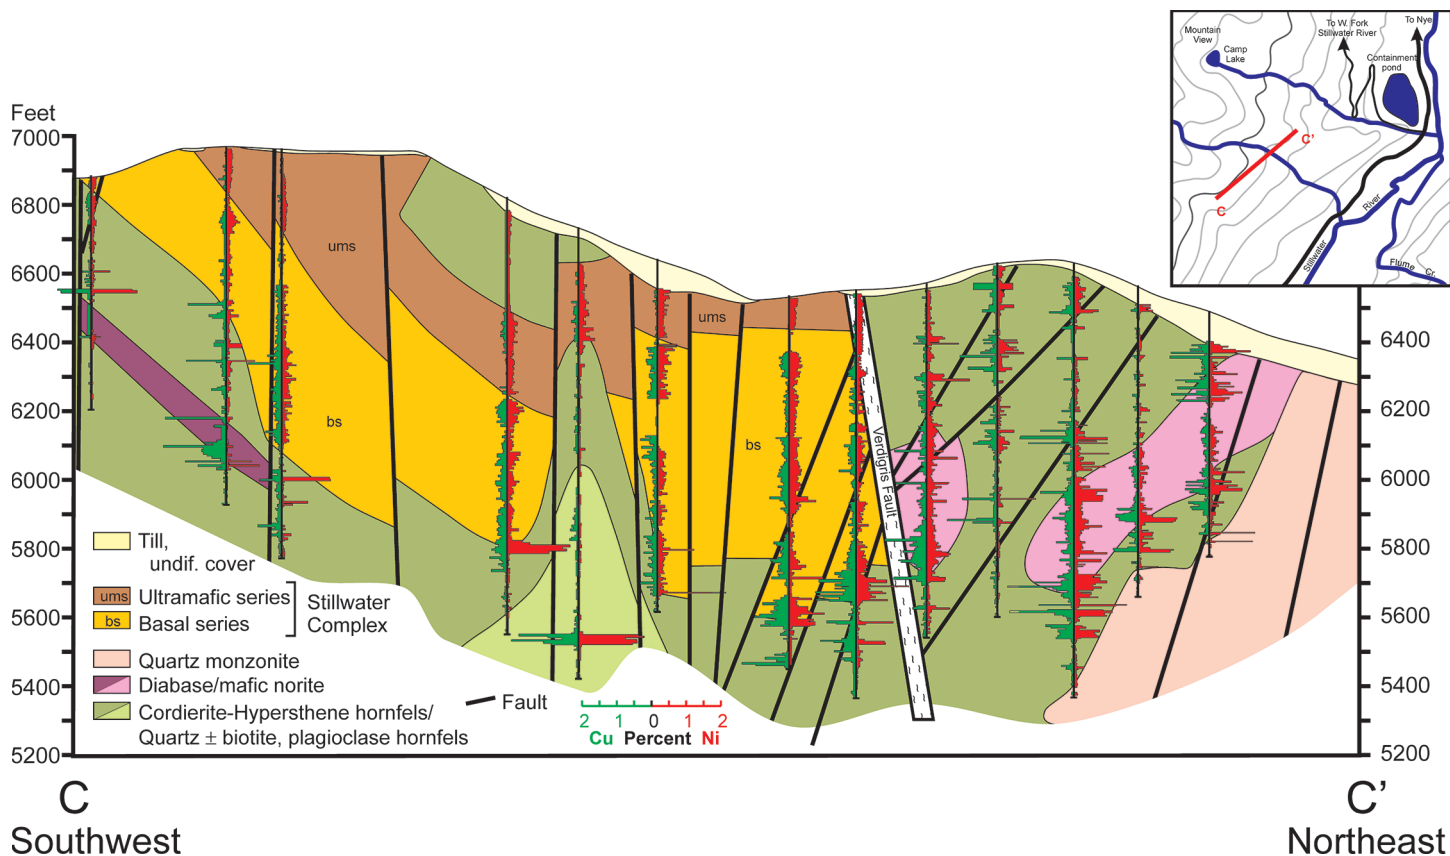 Feet
7000
6800
6600
6400
6200
6000
5800
5600
5400
5200
6400
6200
6000
5800
5600
5400
5200
ums
bs
ums
bs
Verdigris Fault
Till,
undif. cover
ums Ultramafic series
bs Basal series
Stillwater
Complex
Quartz monzonite
Diabase/mafic norite
Cordierite-Hypersthene hornfels/
Quartz ± biotite, plagioclase hornfels
Fault
2 1 0 1 2
Cu Percent Ni
C
Southwest
C’
Northeast
Mountain
View
Camp
Lake
To W. Fork
Stillwater River
To Nye
Containment
pond
C’
C
Stillwater
River
Flume Cr.